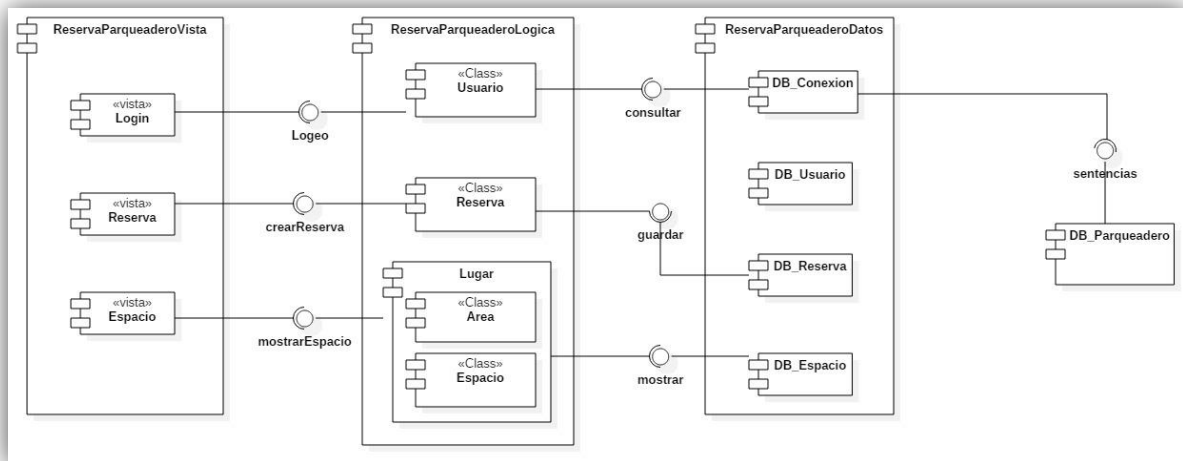 ReservaParqueaderoVista
«vista»
Login
«vista»
Reserva
«vista»
Espacio
Logeo
crearReserva
mostrarEspacio
ReservaParqueaderoLogica
«Class»
Usuario
«Class»
Reserva
Lugar
«Class»
Area
«Class»
Espacio
consultar
guardar
mostrar
ReservaParqueaderoDatos
DB_Conexion
DB_Usuario
DB_Reserva
DB_Espacio
sentencias
DB_Parqueadero